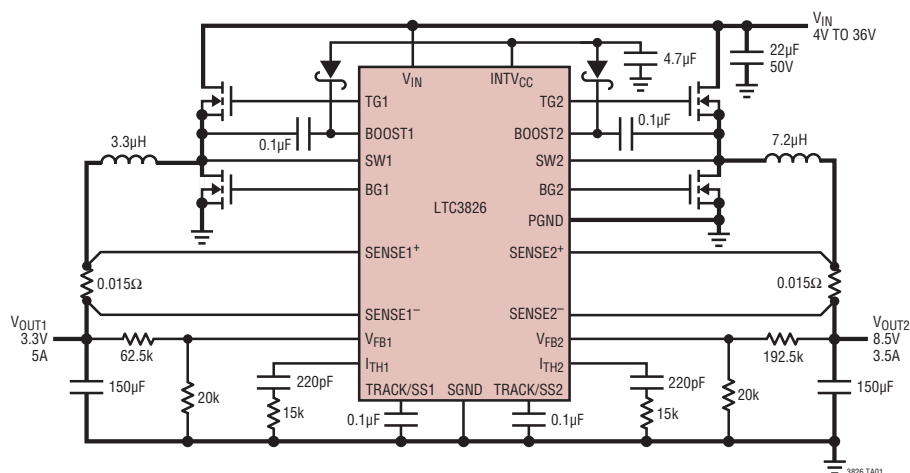 V_IN
4V TO 36V
22μF
50V
4.7μF
V_IN
INTV_CC
TG1
TG2
BOOST1
BOOST2
0.1μF
0.1μF
3.3μH
7.2μH
SW1
SW2
BG1
BG2
LTC3826
PGND
SENSE1+
SENSE2+
0.015Ω
0.015Ω
SENSE1–
SENSE2–
V_OUT1
3.3V
5A
V_OUT2
8.5V
3.5A
62.5k
192.5k
V_FB1
V_FB2
I_TH1
I_TH2
150μF
20k
220pF
15k
TRACK/SS1
SGND
TRACK/SS2
0.1μF
0.1μF
220pF
15k
20k
150μF
3826 TA01